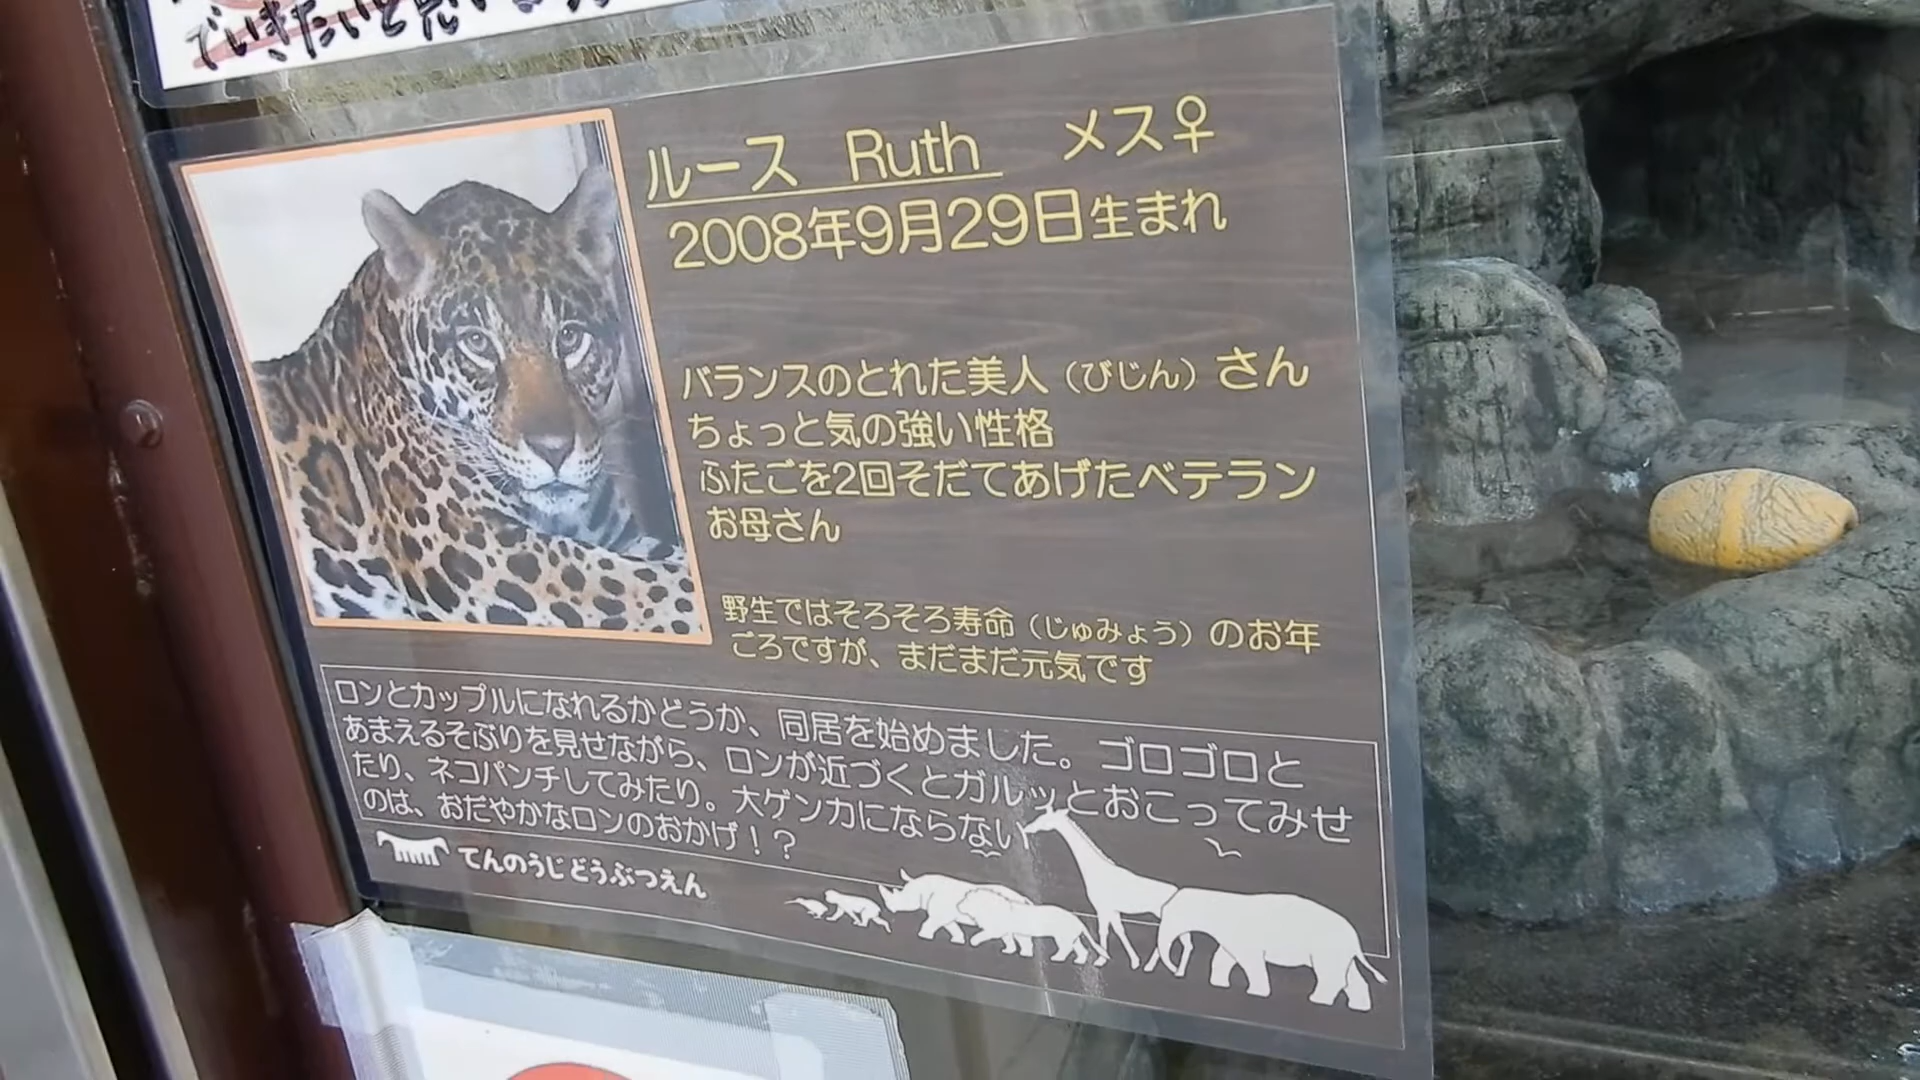 でいきたいと思い
ルース Ruth メス♀
2008年9月29日生まれ
バランスのとれた美人（びじん）さん
ちょっと気の強い性格
ふたごを2回そだてあげたベテラン
お母さん
野生ではそろそろ寿命（じゅみょう）のお年
ごろですが、まだまだ元気です
ロンとカップルになれるかどうか、同居を始めました。ゴロゴロと
あまえるそぶりを見せながら、ロンが近づくとガルッとおこってみせ
たり、ネコパンチしてみたり。大ゲンカにならない
のは、おだやかなロンのおかげ！？
てんのうじどうぶつえん